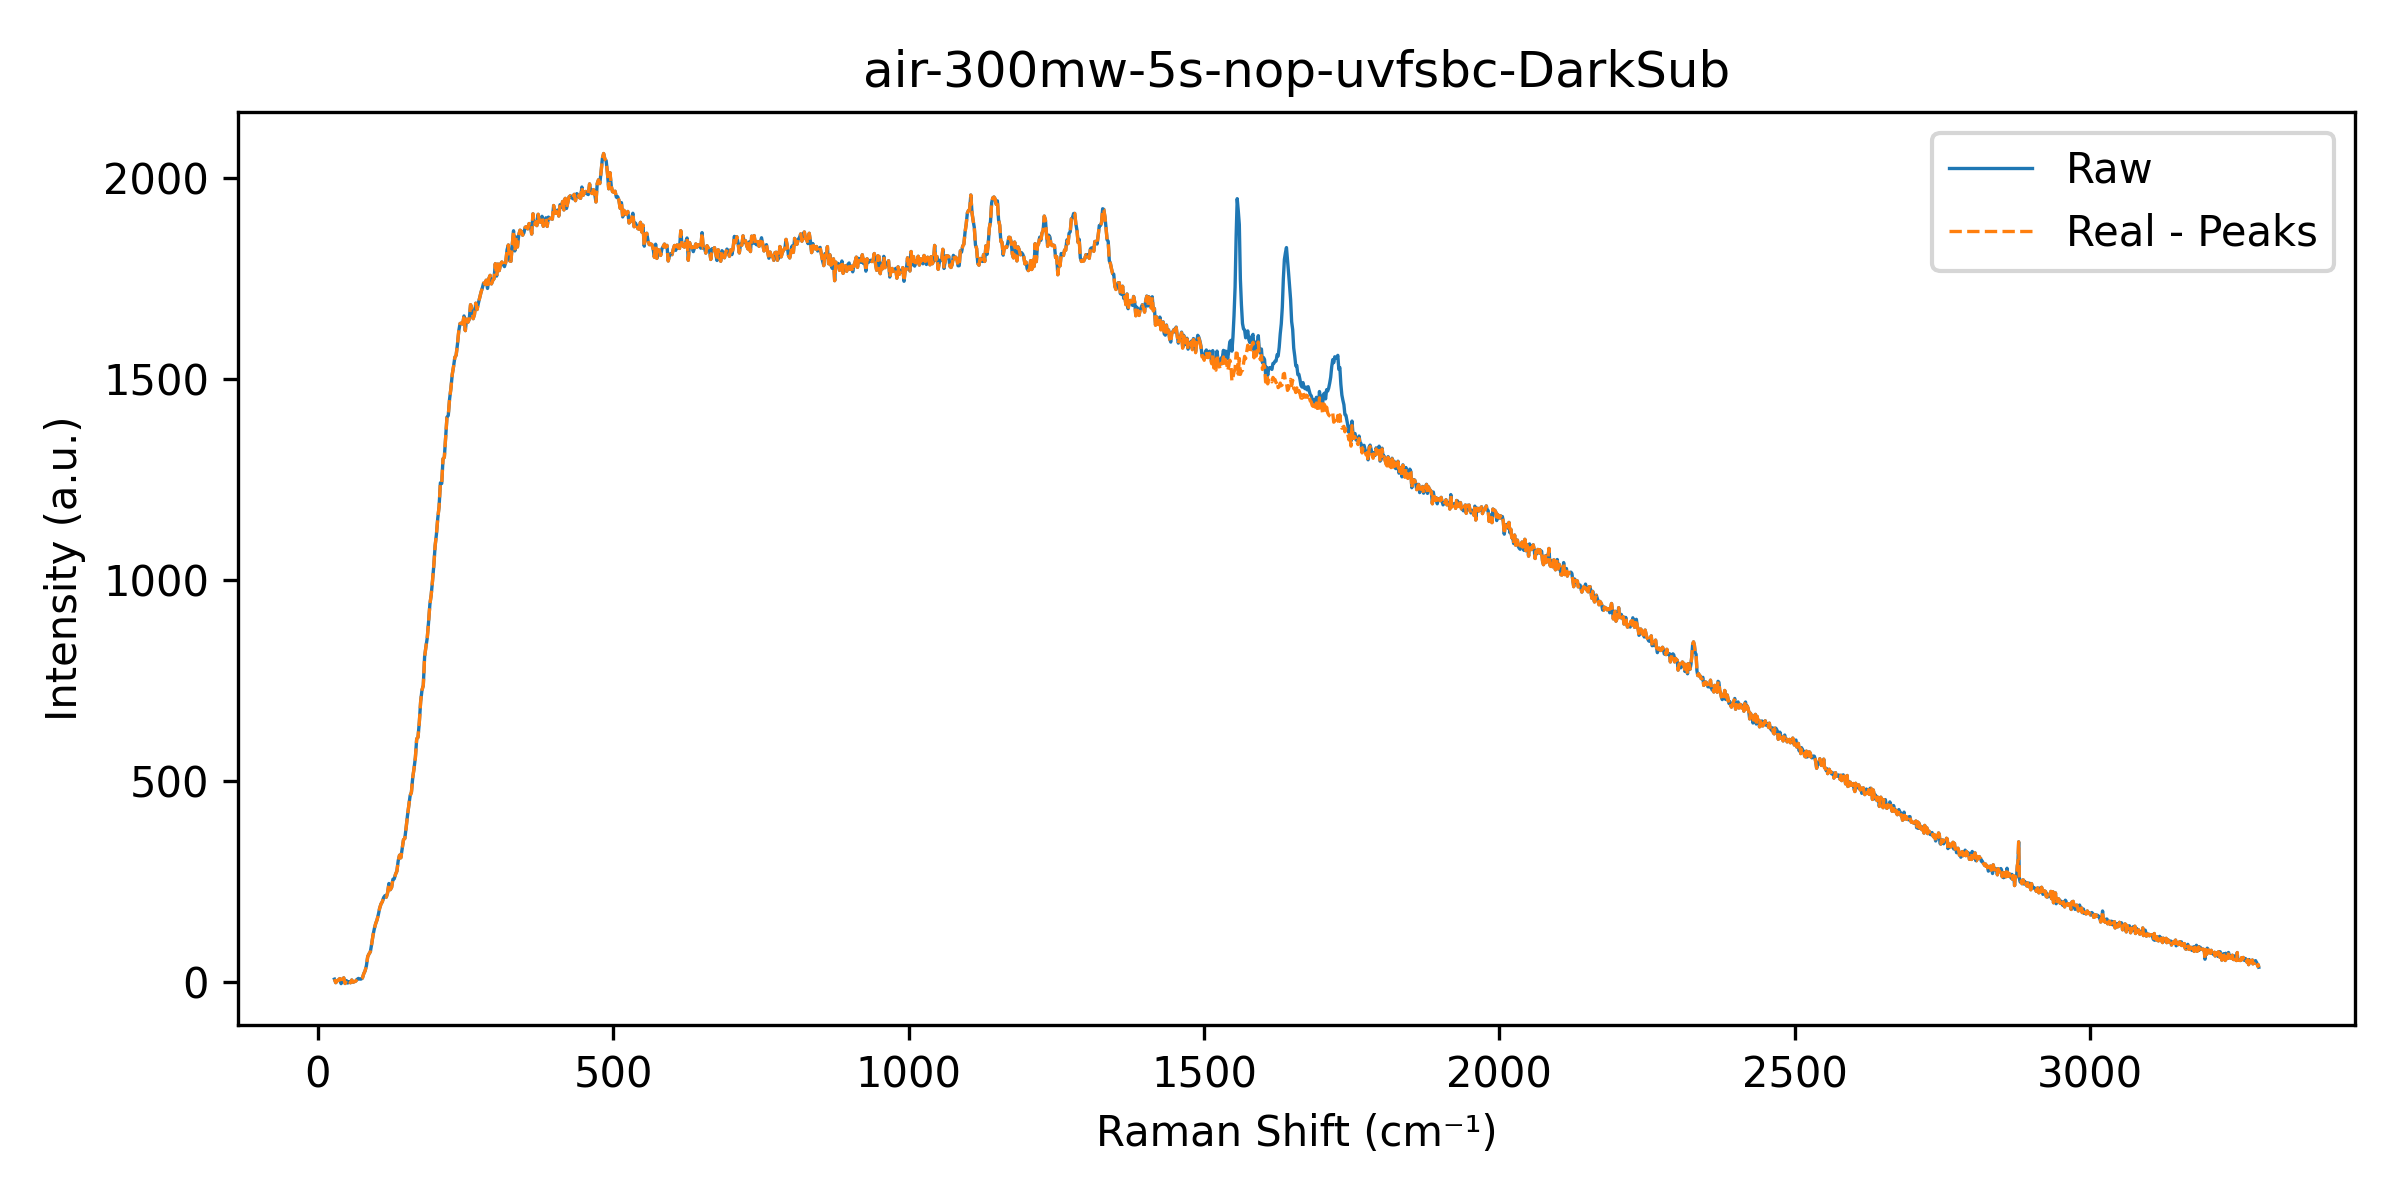 air-300mw-5s-nop-uvfsbc-DarkSub
Raw
Real - Peaks
Intensity (a.u.)
2000
1500
1000
500
0
0 500 1000 1500 2000 2500 3000
Raman Shift (cm⁻¹)